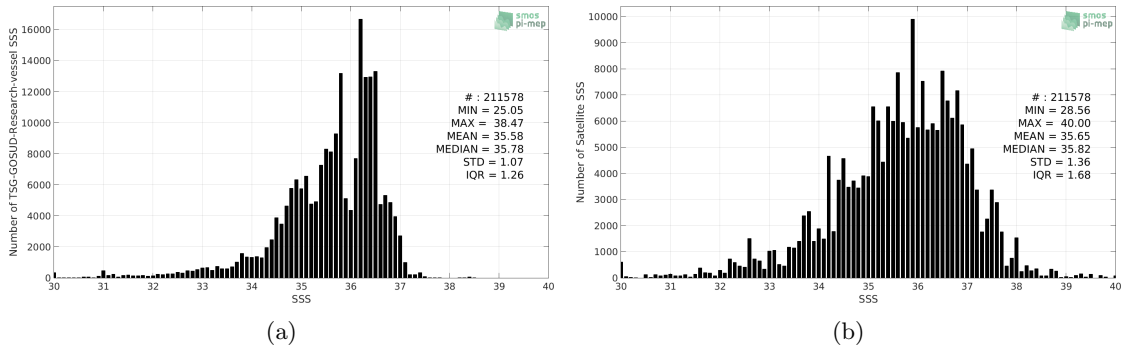 smos
pi-mep
Number of TSG-GOSUD-Research-vessel SSS
16000
14000
12000
10000
8000
6000
4000
2000
0
# : 211578
MIN = 25.05
MAX = 38.47
MEAN = 35.58
MEDIAN = 35.78
STD = 1.07
IQR = 1.26
30 31 32 33 34 35 36 37 38 39 40
SSS
(a)
smos
pi-mep
Number of Satellite SSS
10000
9000
8000
7000
6000
5000
4000
3000
2000
1000
0
# : 211578
MIN = 28.56
MAX = 40.00
MEAN = 35.65
MEDIAN = 35.82
STD = 1.36
IQR = 1.68
30 31 32 33 34 35 36 37 38 39 40
SSS
(b)